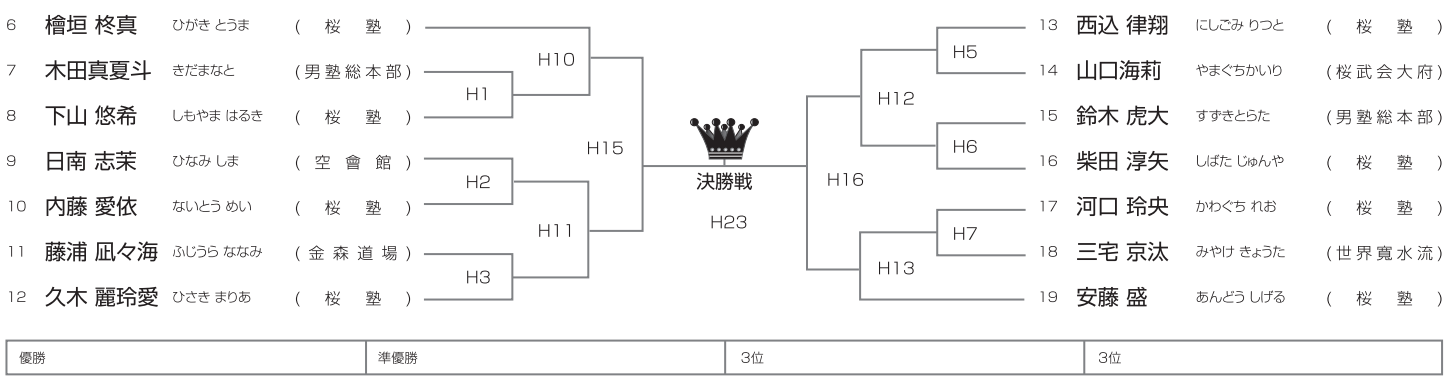 6 檜垣 柊真 ひがき とうま ( 桜 塾 )
7 木田真夏斗 きだまなと (男塾総本部)
8 下山 悠希 しもやま はるき ( 桜 塾 )
9 日南 志茉 ひなみ しま ( 空 會 館 )
10 内藤 愛依 ないとう めい ( 桜 塾 )
11 藤浦 凪々海 ふじうら ななみ ( 金 森 道 場 )
12 久木 麗玲愛 ひさき まりあ ( 桜 塾 )
H10
H1
H15
H2
H11
H3
決勝戦
H23
H5
H12
H6
H16
H7
H13
13 西込 律翔 にしごみ りつと ( 桜 塾 )
14 山口海莉 やまぐちかいり (桜武会大府)
15 鈴木 虎大 すずきとらた (男塾総本部)
16 柴田 淳矢 しばた じゅんや ( 桜 塾 )
17 河口 玲央 かわぐち れお ( 桜 塾 )
18 三宅 京汰 みやけ きょうた (世界寛水流)
19 安藤 盛 あんどう しげる ( 桜 塾 )
優勝 準優勝 3位 3位